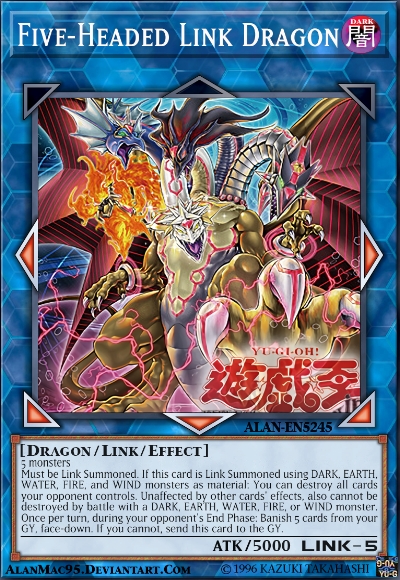 Five-Headed Link Dragon
DARK
闇
YU-GI-OH!
遊戯王
ALAN-EN5245
[Dragon/Link/Effect]
5 monsters
Must be Link Summoned. If this card is Link Summoned using DARK, EARTH,
WATER, FIRE, and WIND monsters as material: You can destroy all cards
your opponent controls. Unaffected by other cards' effects, also cannot be
destroyed by battle with a DARK, EARTH, WATER, FIRE, or WIND monster.
Once per turn, during your opponent's End Phase: Banish 5 cards from your
GY, face-down. If you cannot, send this card to the GY.
ATK/5000 LINK-5
AlanMac95.Deviantart.Com
©1996 KAZUKI TAKAHASHI